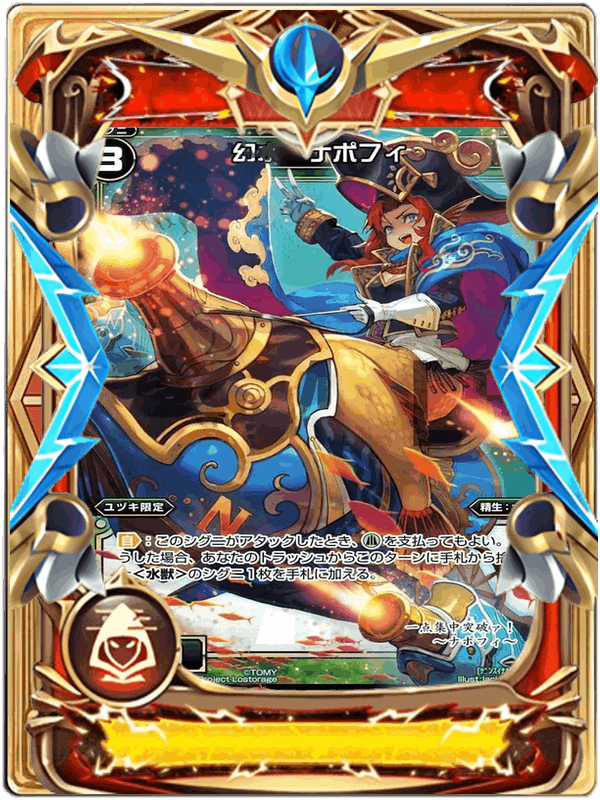 3
幻 ナポフィ
ユヅキ限定
精生:
N
自:このシグニがアタックしたとき、を支払ってもよい。
うした場合、あなたのトラッシュからこのターンに手札から捨
<水獣>のシグニ1枚を手札に加える。
一点集中突破ァ!
～ナポフィ～
©TOMY
Project Lostorage
Illust: